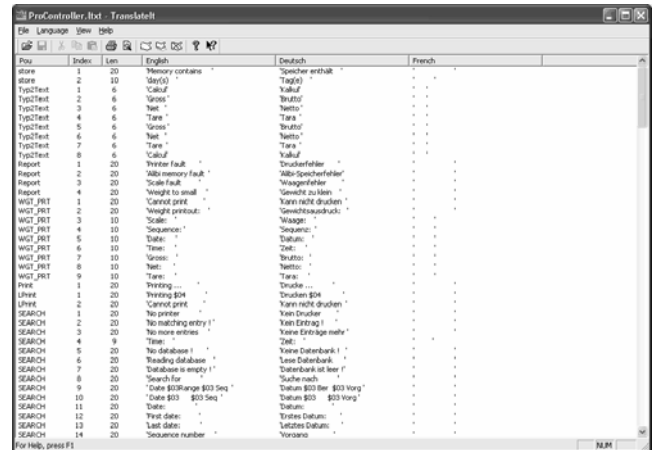 ProController.ltxt - TranslateIt
File Language View Help
Pou Index Len English Deutsch French
store 1 20 'Memory contains ' 'Speicher enthält ' ' '
store 2 10 'day(s) ' 'Tag(e) ' ' '
Typ2Text 1 6 'Calcul' 'Kalkul' ' '
Typ2Text 2 6 'Gross ' 'Brutto' ' '
Typ2Text 3 6 'Net ' 'Netto ' ' '
Typ2Text 4 6 'Tare ' 'Tara ' ' '
Typ2Text 5 6 'Gross ' 'Brutto' ' '
Typ2Text 6 6 'Net ' 'Netto ' ' '
Typ2Text 7 6 'Tare ' 'Tara ' ' '
Typ2Text 8 6 'Calcul' 'Kalkul' ' '
Report 1 20 'Printer fault ' 'Druckerfehler ' ' '
Report 2 20 'Alibi memory fault ' 'Alibi-Speicherfehler' ' '
Report 3 20 'Scale fault ' 'Waagenfehler ' ' '
Report 4 20 'Weight to small ' 'Gewicht zu klein ' ' '
WGT_PRT 1 20 'Cannot print ' 'Kann nicht drucken ' ' '
WGT_PRT 2 20 'Weight printout: ' 'Gewichtsausdruck: ' ' '
WGT_PRT 3 10 'Scale: ' 'Waage: ' ' '
WGT_PRT 4 10 'Sequence: ' 'Sequenz: ' ' '
WGT_PRT 5 10 'Date: ' 'Datum: ' ' '
WGT_PRT 6 10 'Time: ' 'Zeit: ' ' '
WGT_PRT 7 10 'Gross: ' 'Brutto: ' ' '
WGT_PRT 8 10 'Net: ' 'Netto: ' ' '
WGT_PRT 9 10 'Tare: ' 'Tara: ' ' '
Print 1 20 'Printing ... ' 'Drucke ... ' ' '
LPrint 1 20 'Printing $04 ' 'Drucken $04 ' ' '
LPrint 2 20 'Cannot print ' 'Kann nicht drucken ' ' '
SEARCH 1 20 'No printer ' 'Kein Drucker ' ' '
SEARCH 2 20 'No matching entry ! ' 'Kein Eintrag ! ' ' '
SEARCH 3 20 'No more entries ' 'Keine Einträge mehr ' ' '
SEARCH 4 9 'Time: ' 'Zeit: ' ' '
SEARCH 5 20 'No database ! ' 'Keine Datenbank ! ' ' '
SEARCH 6 20 'Reading database ' 'Lese Datenbank ' ' '
SEARCH 7 20 'Database is empty ! ' 'Datenbank ist leer !' ' '
SEARCH 8 20 'Search for ' 'Suche nach ' ' '
SEARCH 9 20 ' Date $03Range $03 Seq ' 'Datum $03 Ber $03 Vorg ' ' '
SEARCH 10 20 ' Date $03 $03 Seq ' 'Datum $03 $03 Vorg ' ' '
SEARCH 11 20 'Date: ' 'Datum: ' ' '
SEARCH 12 20 'First date: ' 'Erstes Datum: ' ' '
SEARCH 13 20 'Last date: ' 'Letztes Datum: ' ' '
SEARCH 14 20 'Sequence number ' 'Vorgang ' ' '
For Help, press F1 NUM